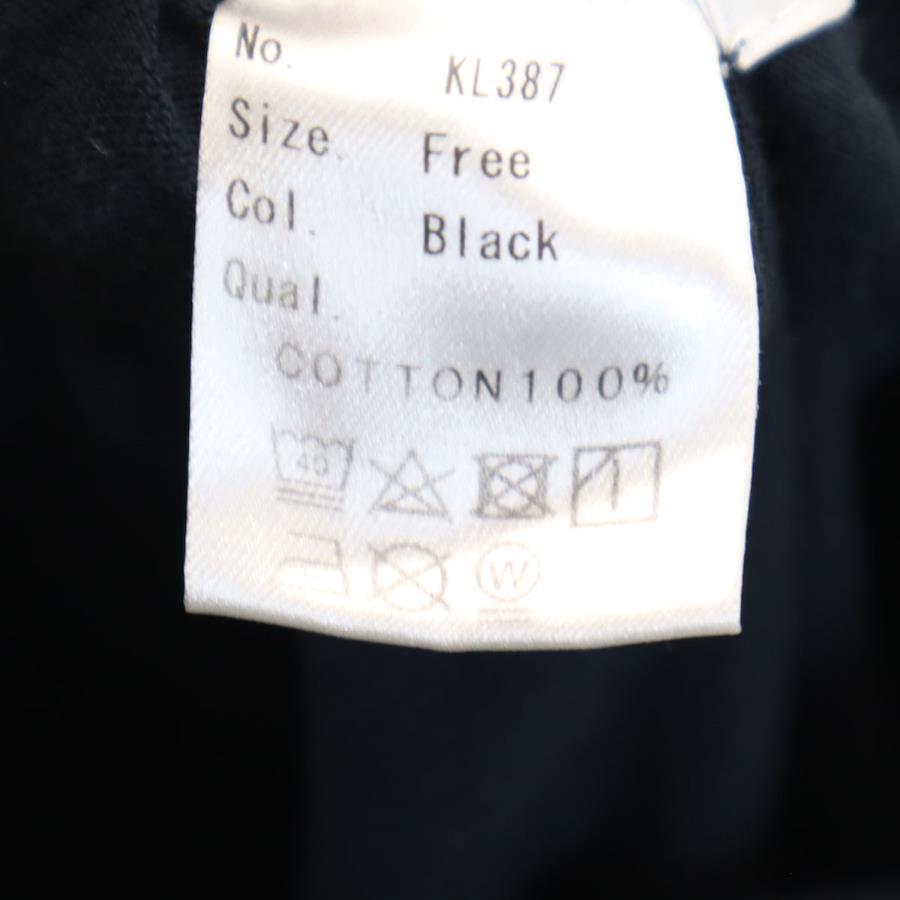 No. KL387
Size. Free
Col. Black
Qual.
COTTON100%
40
W